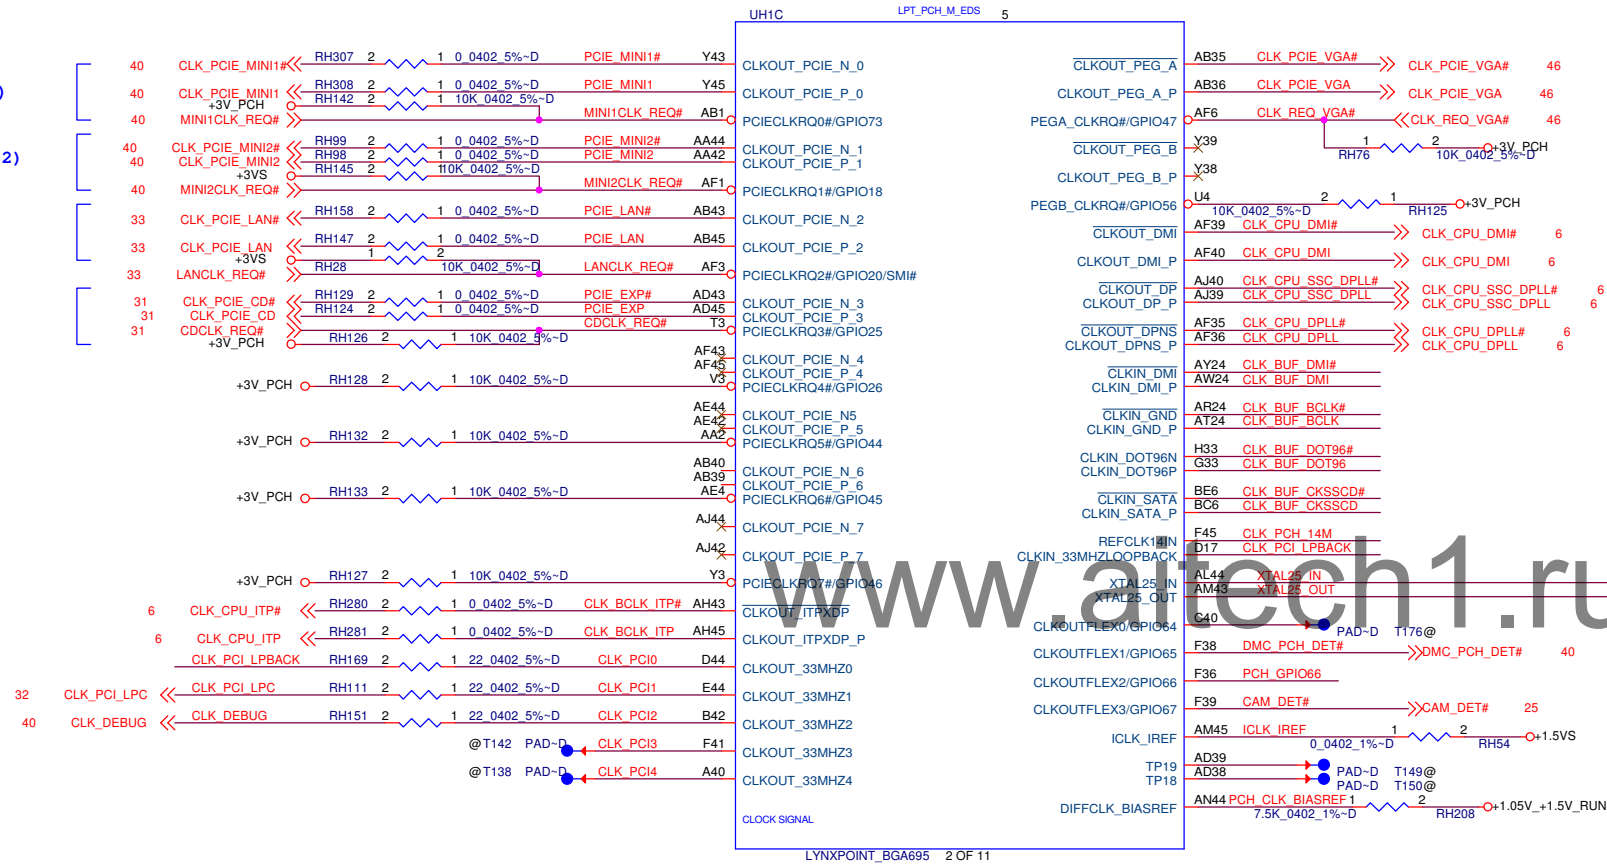 UH1C LPT_PCH_M_EDS 5
40 CLK_PCIE_MINI1# RH307 2 1 0_0402_5%~D PCIE_MINI1# Y43 CLKOUT_PCIE_N_0
)
40 CLK_PCIE_MINI1 RH308 2 1 0_0402_5%~D PCIE_MINI1 Y45 CLKOUT_PCIE_P_0
+3V_PCH RH142 2 1 10K_0402_5%~D
40 MINI1CLK_REQ# MINI1CLK_REQ# AB1 PCIECLKRQ0#/GPIO73
40 CLK_PCIE_MINI2# RH99 2 1 0_0402_5%~D PCIE_MINI2# AA44 CLKOUT_PCIE_N_1
2)
40 CLK_PCIE_MINI2 RH98 2 1 0_0402_5%~D PCIE_MINI2 AA42 CLKOUT_PCIE_P_1
+3VS RH145 2 1 10K_0402_5%~D
40 MINI2CLK_REQ# MINI2CLK_REQ# AF1 PCIECLKRQ1#/GPIO18
33 CLK_PCIE_LAN# RH158 2 1 0_0402_5%~D PCIE_LAN# AB43 CLKOUT_PCIE_N_2
33 CLK_PCIE_LAN RH147 2 1 0_0402_5%~D PCIE_LAN AB45 CLKOUT_PCIE_P_2
+3VS RH28 1 2 10K_0402_5%~D
33 LANCLK_REQ# LANCLK_REQ# AF3 PCIECLKRQ2#/GPIO20/SMI#
31 CLK_PCIE_CD# RH129 2 1 0_0402_5%~D PCIE_EXP# AD43 CLKOUT_PCIE_N_3
31 CLK_PCIE_CD RH124 2 1 0_0402_5%~D PCIE_EXP AD45 CLKOUT_PCIE_P_3
31 CDCLK_REQ# CDCLK_REQ# T3 PCIECLKRQ3#/GPIO25
+3V_PCH RH126 2 1 10K_0402_5%~D
AF43 CLKOUT_PCIE_N_4
AF45 CLKOUT_PCIE_P_4
+3V_PCH RH128 2 1 10K_0402_5%~D V3 PCIECLKRQ4#/GPIO26
AE44 CLKOUT_PCIE_N5
AE42 CLKOUT_PCIE_P_5
+3V_PCH RH132 2 1 10K_0402_5%~D AA2 PCIECLKRQ5#/GPIO44
AB40 CLKOUT_PCIE_N_6
AB39 CLKOUT_PCIE_P_6
+3V_PCH RH133 2 1 10K_0402_5%~D AE4 PCIECLKRQ6#/GPIO45
AJ44 CLKOUT_PCIE_N_7
AJ42 CLKOUT_PCIE_P_7
+3V_PCH RH127 2 1 10K_0402_5%~D Y3 PCIECLKRQ7#/GPIO46
6 CLK_CPU_ITP# RH280 2 1 0_0402_5%~D CLK_BCLK_ITP# AH43 CLKOUT_ITPXDP
6 CLK_CPU_ITP RH281 2 1 0_0402_5%~D CLK_BCLK_ITP AH45 CLKOUT_ITPXDP_P
CLK_PCI_LPBACK RH169 2 1 22_0402_5%~D CLK_PCI0 D44 CLKOUT_33MHZ0
32 CLK_PCI_LPC CLK_PCI_LPC RH111 2 1 22_0402_5%~D CLK_PCI1 E44 CLKOUT_33MHZ1
40 CLK_DEBUG CLK_DEBUG RH151 2 1 22_0402_5%~D CLK_PCI2 B42 CLKOUT_33MHZ2
@T142 PAD~D CLK_PCI3 F41 CLKOUT_33MHZ3
@T138 PAD~D CLK_PCI4 A40 CLKOUT_33MHZ4
CLKOUT_PEG_A AB35 CLK_PCIE_VGA# CLK_PCIE_VGA# 46
CLKOUT_PEG_A_P AB36 CLK_PCIE_VGA CLK_PCIE_VGA 46
PEGA_CLKRQ#/GPIO47 AF6 CLK_REQ_VGA# CLK_REQ_VGA# 46
CLKOUT_PEG_B Y39
RH76 1 2 10K_0402_5%~D +3V_PCH
CLKOUT_PEG_B_P Y38
PEGB_CLKRQ#/GPIO56 U4 10K_0402_5%~D 2 1 RH125 +3V_PCH
CLKOUT_DMI AF39 CLK_CPU_DMI# CLK_CPU_DMI# 6
CLKOUT_DMI_P AF40 CLK_CPU_DMI CLK_CPU_DMI 6
CLKOUT_DP AJ40 CLK_CPU_SSC_DPLL# CLK_CPU_SSC_DPLL# 6
CLKOUT_DP_P AJ39 CLK_CPU_SSC_DPLL CLK_CPU_SSC_DPLL 6
CLKOUT_DPNS AF35 CLK_CPU_DPLL# CLK_CPU_DPLL# 6
CLKOUT_DPNS_P AF36 CLK_CPU_DPLL CLK_CPU_DPLL 6
CLKIN_DMI AY24 CLK_BUF_DMI#
CLKIN_DMI_P AW24 CLK_BUF_DMI
CLKIN_GND AR24 CLK_BUF_BCLK#
CLKIN_GND_P AT24 CLK_BUF_BCLK
CLKIN_DOT96N H33 CLK_BUF_DOT96#
CLKIN_DOT96P G33 CLK_BUF_DOT96
CLKIN_SATA BE6 CLK_BUF_CKSSCD#
CLKIN_SATA_P BC6 CLK_BUF_CKSSCD
REFCLK14IN F45 CLK_PCH_14M
CLKIN_33MHZLOOPBACK D17 CLK_PCI_LPBACK
XTAL25_IN AL44 XTAL25_IN
XTAL25_OUT AM43 XTAL25_OUT
CLKOUTFLEX0/GPIO64 C40 PAD~D T176@
CLKOUTFLEX1/GPIO65 F38 DMC_PCH_DET# DMC_PCH_DET# 40
CLKOUTFLEX2/GPIO66 F36 PCH_GPIO66
CLKOUTFLEX3/GPIO67 F39 CAM_DET# CAM_DET# 25
ICLK_IREF AM45 ICLK_IREF 1 2 0_0402_1%~D RH54 +1.5VS
TP19 AD39 PAD~D T149@
TP18 AD38 PAD~D T150@
DIFFCLK_BIASREF AN44 PCH_CLK_BIASREF 1 2 7.5K_0402_1%~D RH208 +1.05V_+1.5V_RUN
CLOCK SIGNAL
LYNXPOINT_BGA695 2 OF 11
www.aitech1.ru